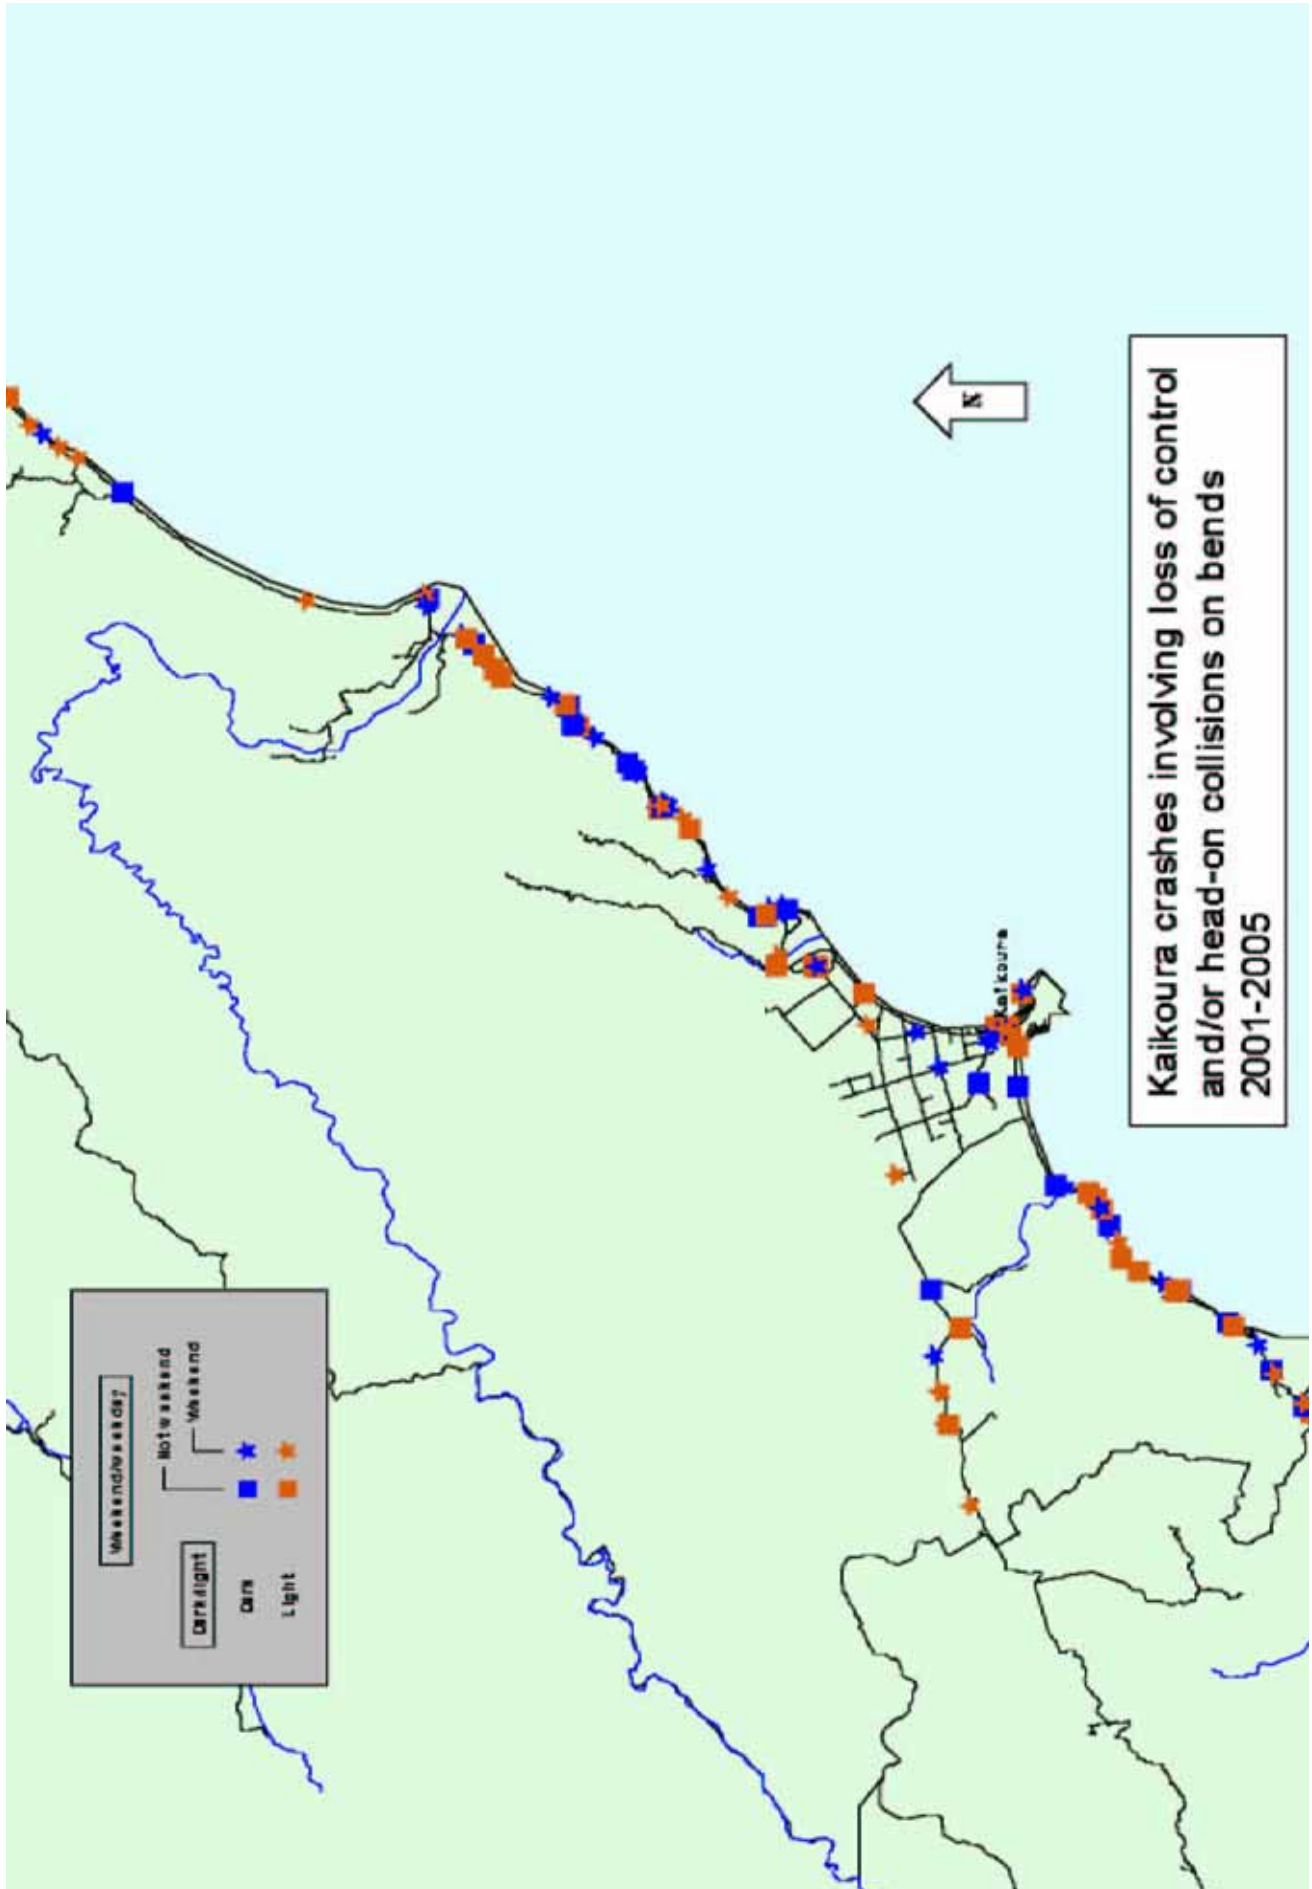 Weekend/weekday
Not weekend
Weekend
Dark/light
Dark
Light
Kaikoura
N
Kaikoura crashes involving loss of control
and/or head-on collisions on bends
2001-2005